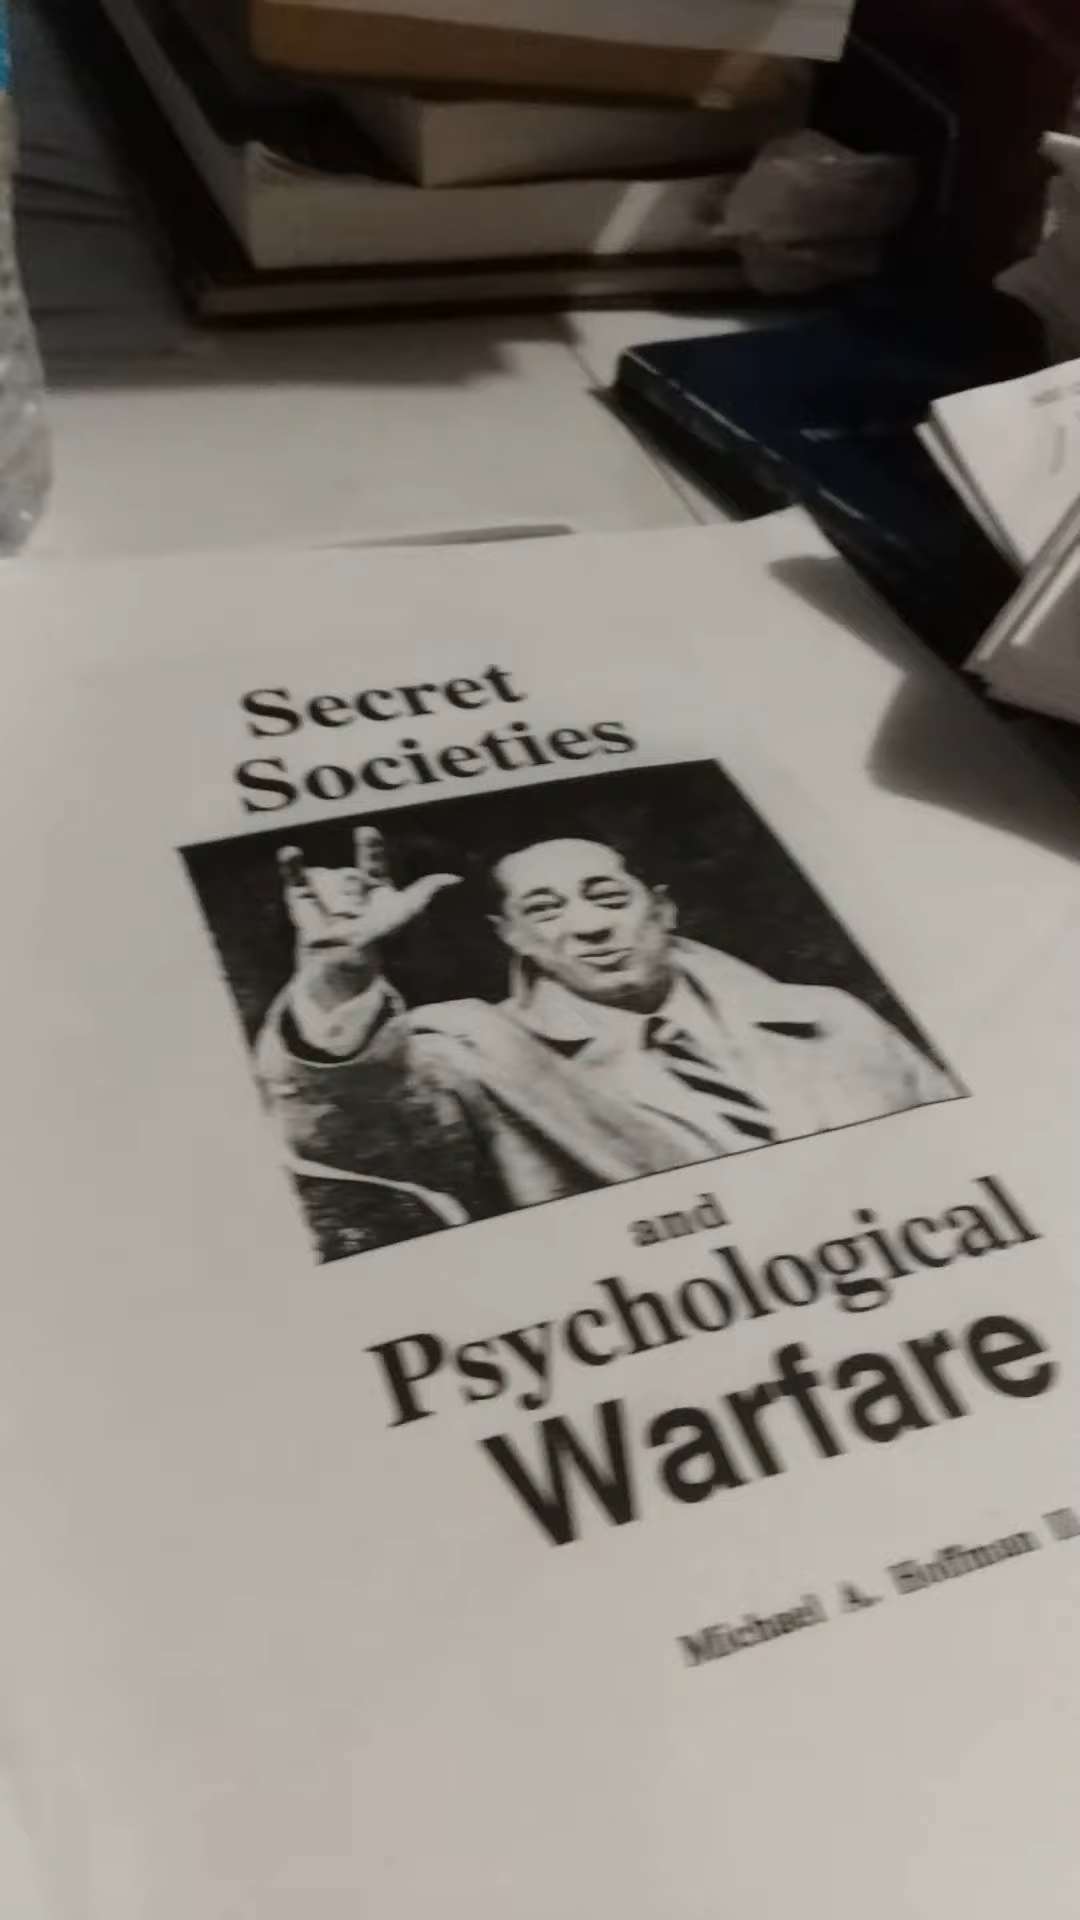 Secret
Societies
and
Psychological
Warfare
Michael A. Hoffman II